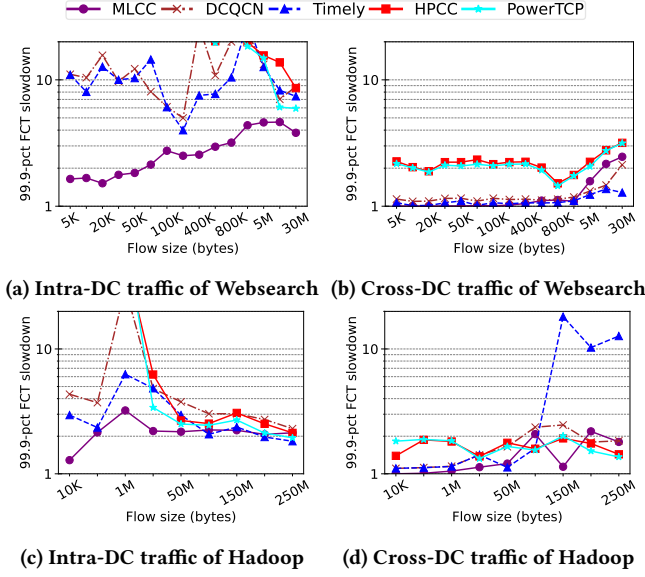 MLCC DCQCN Timely HPCC PowerTCP
99.9-pct FCT slowdown
10
1
5K 20K 50K 100K 400K 800K 5M 30M
Flow size (bytes)
99.9-pct FCT slowdown
10
1
5K 20K 50K 100K 400K 800K 5M 30M
Flow size (bytes)
(a) Intra-DC traffic of Websearch (b) Cross-DC traffic of Websearch
99.9-pct FCT slowdown
10
1
10K 1M 50M 150M 250M
Flow size (bytes)
99.9-pct FCT slowdown
10
1
10K 1M 50M 150M 250M
Flow size (bytes)
(c) Intra-DC traffic of Hadoop (d) Cross-DC traffic of Hadoop